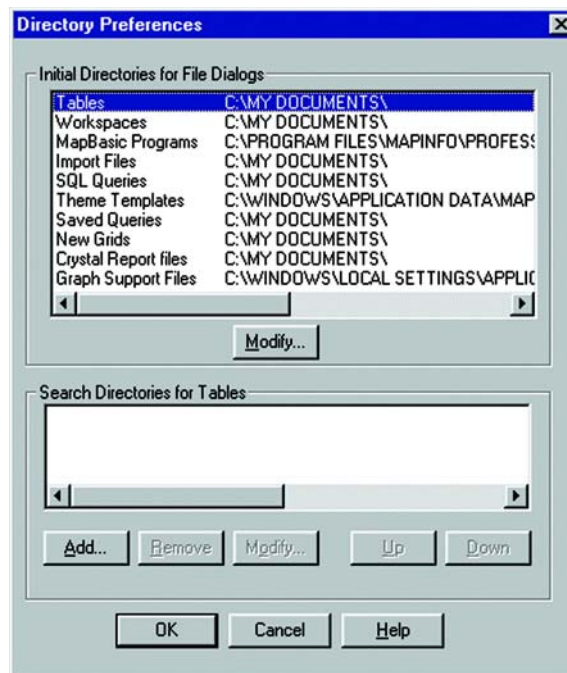 Directory Preferences
Initial Directories for File Dialogs
Tables C:\MY DOCUMENTS\
Workspaces C:\MY DOCUMENTS\
MapBasic Programs C:\PROGRAM FILES\MAPINFO\PROFESS
Import Files C:\MY DOCUMENTS\
SQL Queries C:\MY DOCUMENTS\
Theme Templates C:\WINDOWS\APPLICATION DATA\MAP
Saved Queries C:\MY DOCUMENTS\
New Grids C:\MY DOCUMENTS\
Crystal Report files C:\MY DOCUMENTS\
Graph Support Files C:\WINDOWS\LOCAL SETTINGS\APPLIC
Modify...
Search Directories for Tables
Add... Remove Modify... Up Down
OK Cancel Help